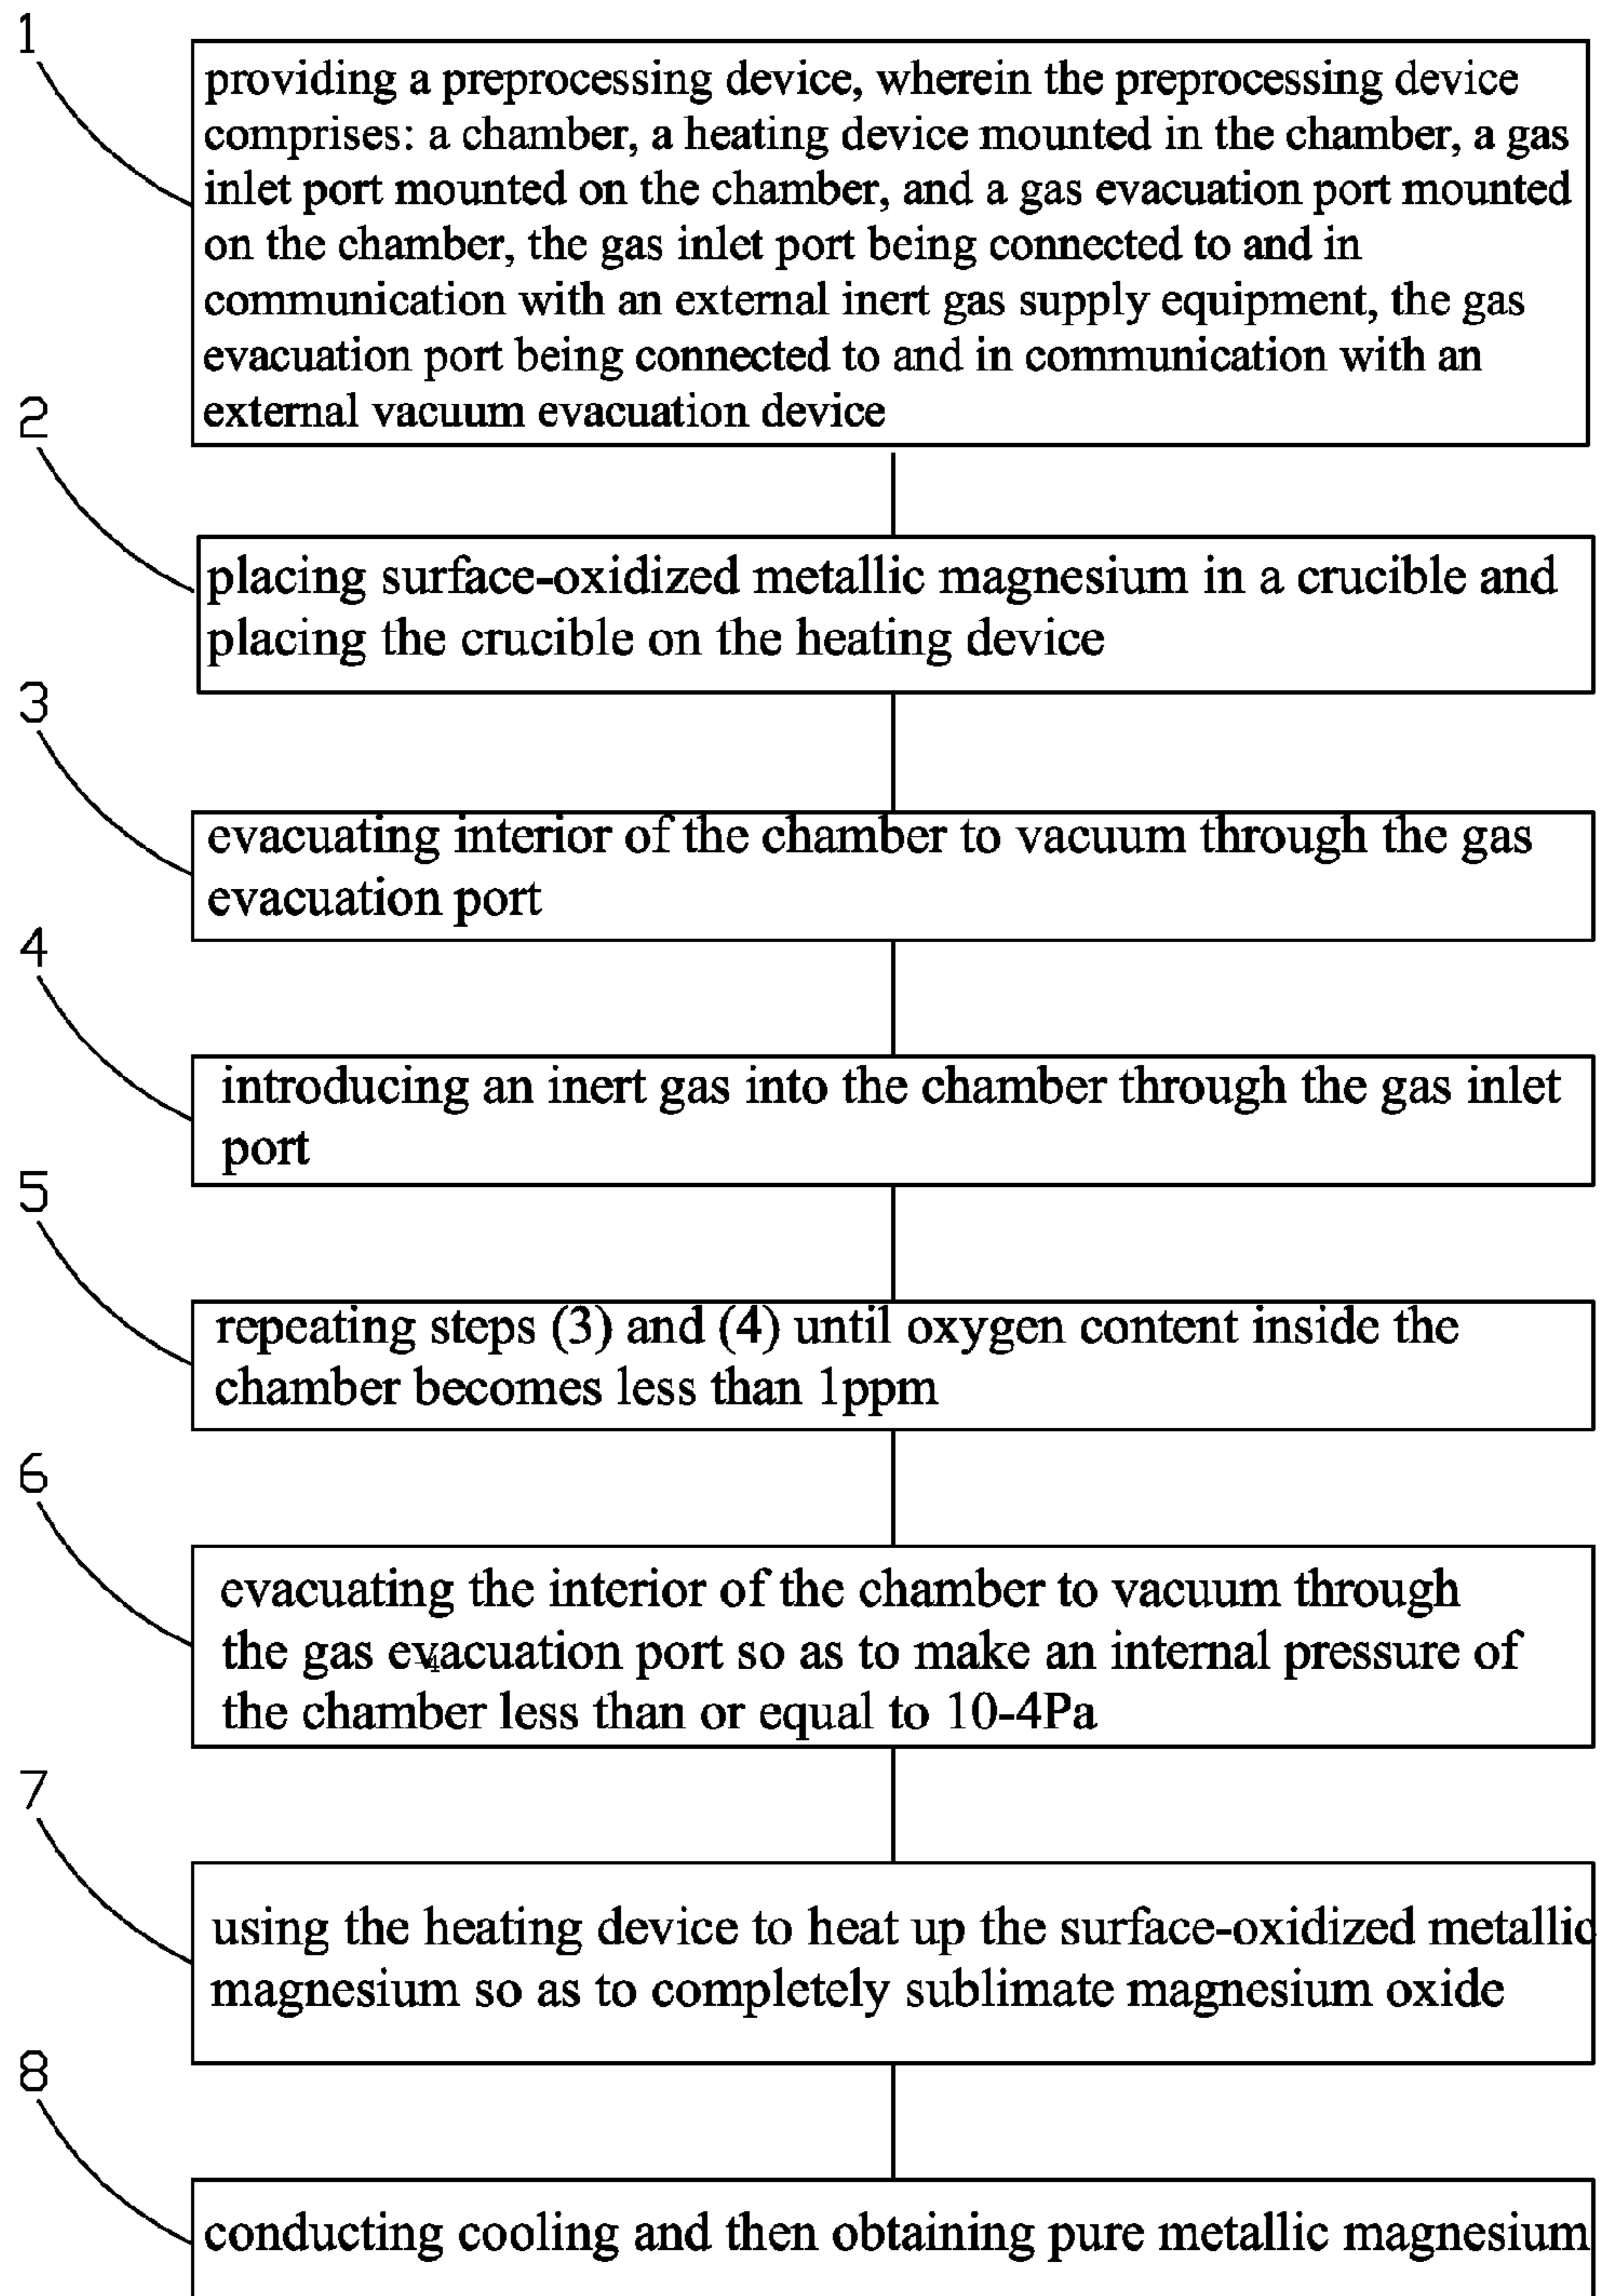 1
providing a preprocessing device, wherein the preprocessing device
comprises: a chamber, a heating device mounted in the chamber, a gas
inlet port mounted on the chamber, and a gas evacuation port mounted
on the chamber, the gas inlet port being connected to and in
communication with an external inert gas supply equipment, the gas
evacuation port being connected to and in communication with an
external vacuum evacuation device
2
placing surface-oxidized metallic magnesium in a crucible and
placing the crucible on the heating device
3
evacuating interior of the chamber to vacuum through the gas
evacuation port
4
introducing an inert gas into the chamber through the gas inlet
port
5
repeating steps (3) and (4) until oxygen content inside the
chamber becomes less than 1ppm
6
evacuating the interior of the chamber to vacuum through
the gas evacuation port so as to make an internal pressure of
-4
the chamber less than or equal to 10-4Pa
7
using the heating device to heat up the surface-oxidized metallic
magnesium so as to completely sublimate magnesium oxide
8
conducting cooling and then obtaining pure metallic magnesium